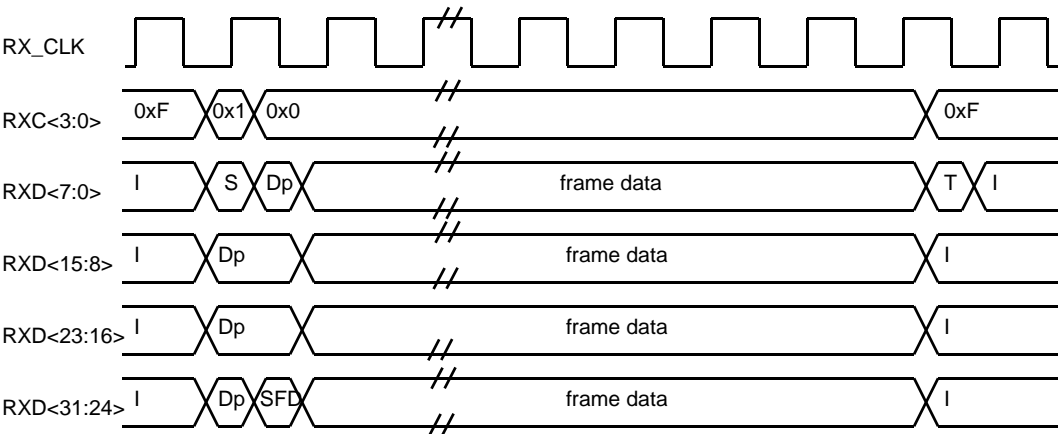 RX_CLK
RXC<3:0> 0xF 0x1 0x0 0xF
RXD<7:0> I S Dp frame data T I
RXD<15:8> I Dp frame data I
RXD<23:16> I Dp frame data I
RXD<31:24> I Dp SFD frame data I